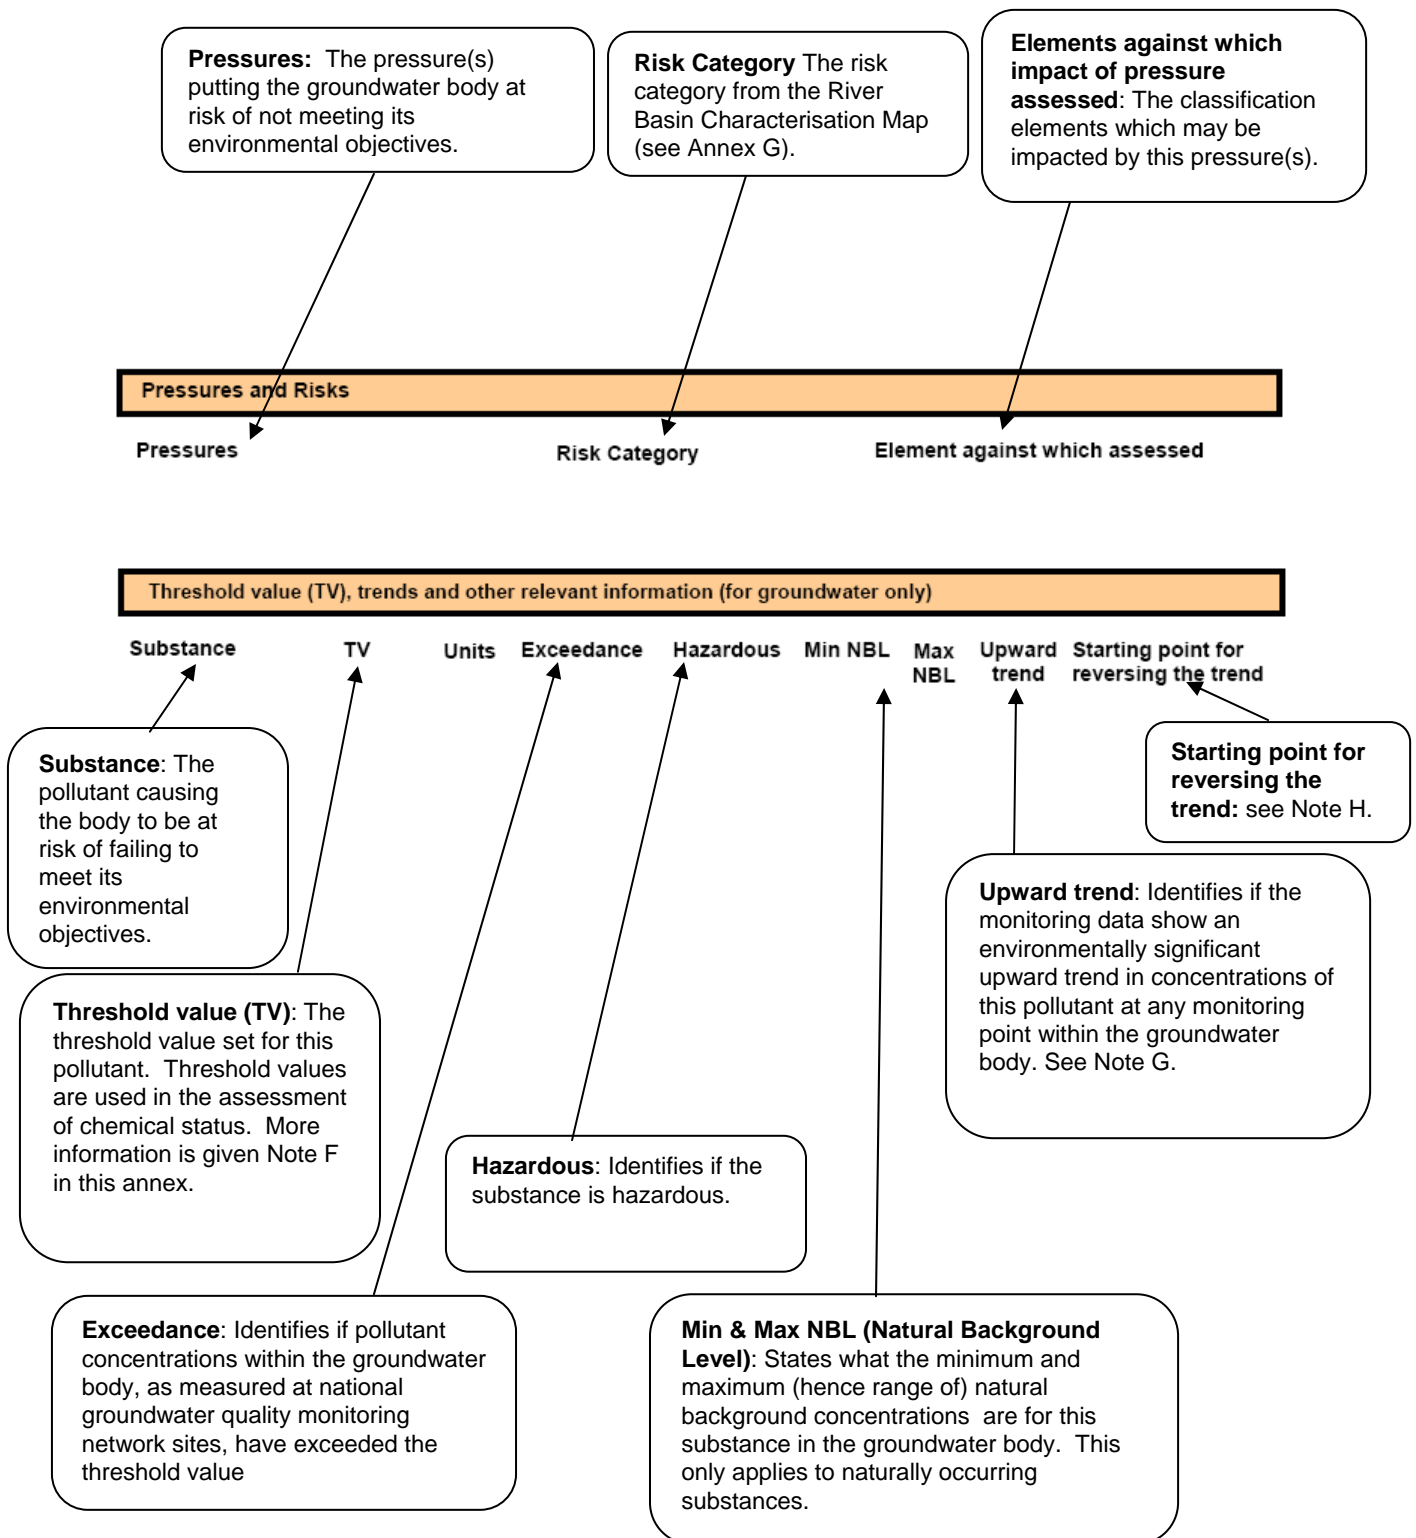 Pressures:  The pressure(s)
putting the groundwater body at
risk of not meeting its
environmental objectives.
Risk Category The risk
category from the River
Basin Characterisation Map
(see Annex G).
Elements against which
impact of pressure
assessed: The classification
elements which may be
impacted by this pressure(s).
Pressures and Risks
Pressures
Risk Category
Element against which assessed
Threshold value (TV), trends and other relevant information (for groundwater only)
Substance
TV
Units
Exceedance
Hazardous
Min NBL
Max
NBL
Upward
trend
Starting point for
reversing the trend
Substance: The
pollutant causing
the body to be at
risk of failing to
meet its
environmental
objectives.
Starting point for
reversing the
trend: see Note H.
Upward trend: Identifies if the
monitoring data show an
environmentally significant
upward trend in concentrations of
this pollutant at any monitoring
point within the groundwater
body. See Note G.
Threshold value (TV): The
threshold value set for this
pollutant.  Threshold values
are used in the assessment
of chemical status.  More
information is given Note F
in this annex.
Hazardous: Identifies if the
substance is hazardous.
Exceedance: Identifies if pollutant
concentrations within the groundwater
body, as measured at national
groundwater quality monitoring
network sites, have exceeded the
threshold value
Min & Max NBL (Natural Background
Level): States what the minimum and
maximum (hence range of) natural
background concentrations  are for this
substance in the groundwater body.  This
only applies to naturally occurring
substances.